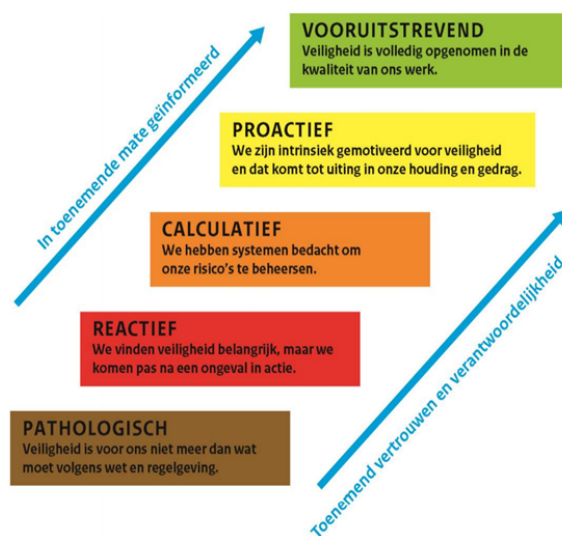 VOORUITSTREVEND
Veiligheid is volledig opgenomen in de
kwaliteit van ons werk.
In toenemende mate geïnformeerd
PROACTIEF
We zijn intrinsiek gemotiveerd voor veiligheid
en dat komt tot uiting in onze houding en gedrag.
CALCULATIEF
We hebben systemen bedacht om
onze risico's te beheersen.
REACTIEF
We vinden veiligheid belangrijk, maar we
komen pas na een ongeval in actie.
Toenemend vertrouwen en verantwoordelijkheid
PATHOLOGISCH
Veiligheid is voor ons niet meer dan wat
moet volgens wet en regelgeving.